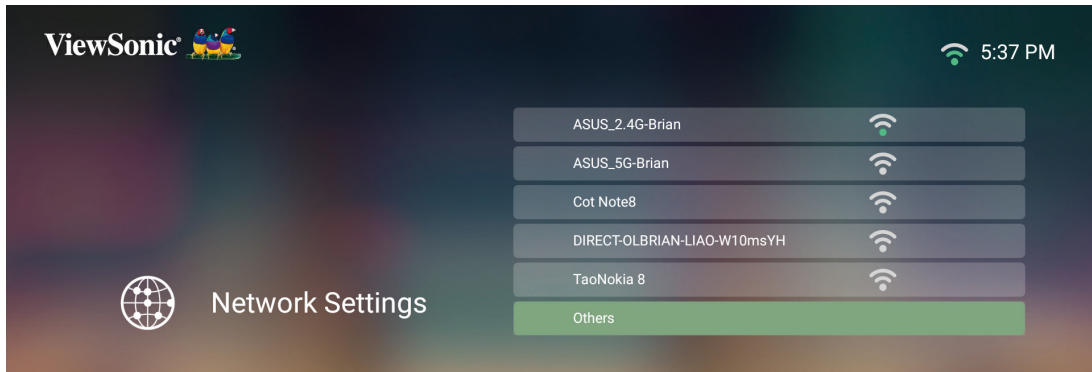 ViewSonic®
5:37 PM
ASUS_2.4G-Brian
ASUS_5G-Brian
Cot Note8
DIRECT-OLBRIAN-LIAO-W10msYH
TaoNokia 8
Others
Network Settings